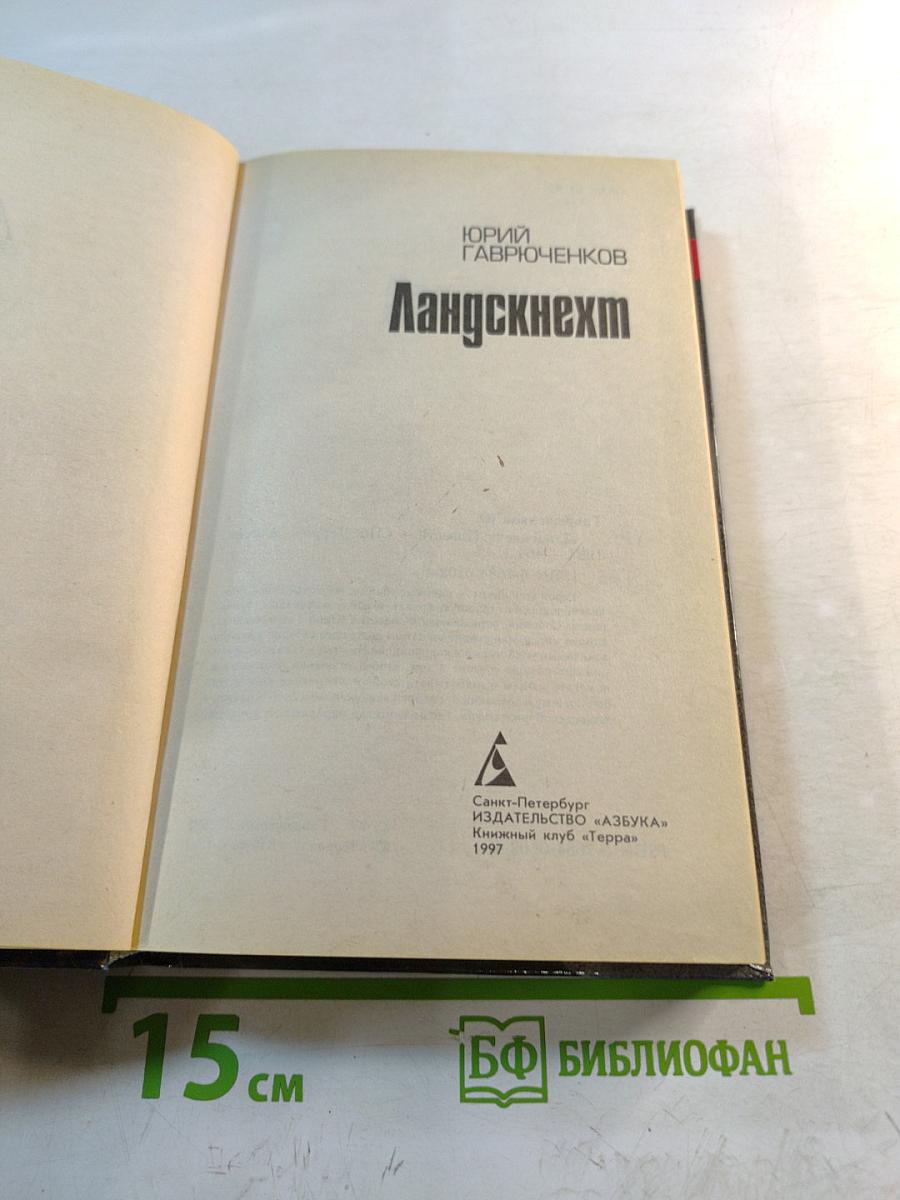 ЮРИЙ
ГАВРЮЧЕНКОВ
Ландскнехт
Санкт-Петербург
ИЗДАТЕЛЬСТВО «АЗБУКА»
Книжный клуб «Терра»
1997
15 см
БФ БИБЛИОФАН